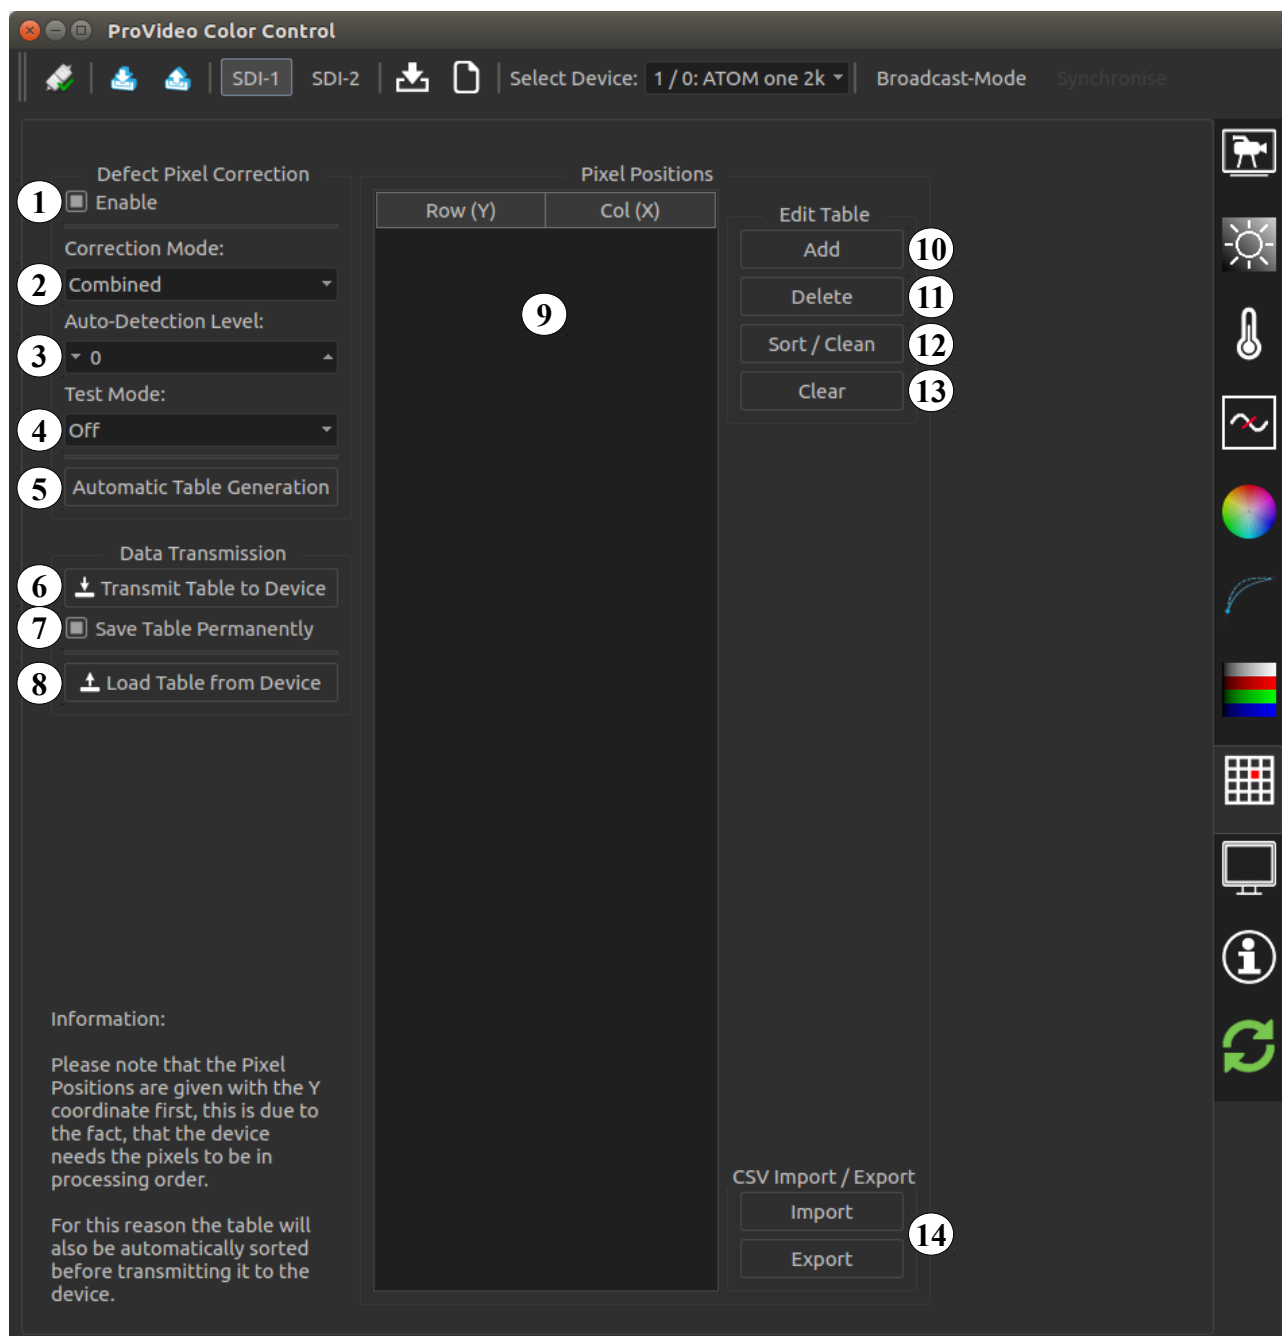 ProVideo Color Control
SDI-1 SDI-2 Select Device: 1 / 0: ATOM one 2k Broadcast-Mode Synchronise
Defect Pixel Correction
1 Enable
Correction Mode:
2 Combined
Auto-Detection Level:
3 0
Test Mode:
4 Off
5 Automatic Table Generation
Data Transmission
6 Transmit Table to Device
7 Save Table Permanently
8 Load Table from Device
Information:
Please note that the Pixel
Positions are given with the Y
coordinate first, this is due to
the fact, that the device
needs the pixels to be in
processing order.
For this reason the table will
also be automatically sorted
before transmitting it to the
device.
Pixel Positions
Row (Y) Col (X)
9
Edit Table
Add 10
Delete 11
Sort / Clean 12
Clear 13
CSV Import / Export
Import
14
Export